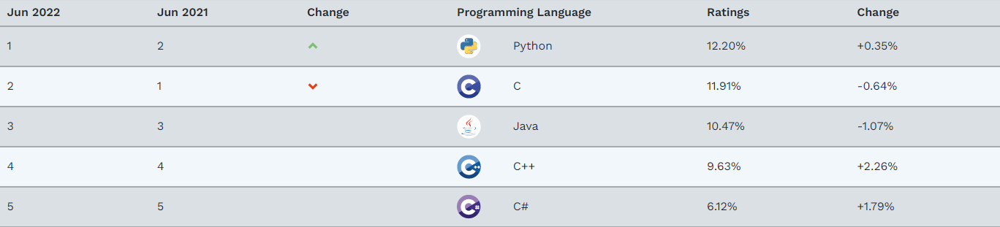 Jun 2022 Jun 2021 Change Programming Language Ratings Change
1 2 Python 12.20% +0.35%
2 1 C 11.91% -0.64%
3 3 Java 10.47% -1.07%
4 4 C++ 9.63% +2.26%
5 5 C# 6.12% +1.79%